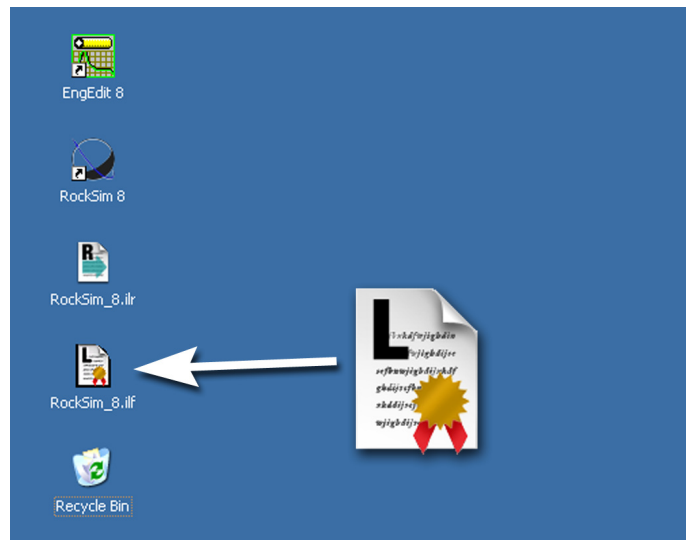 EngEdit 8
RockSim 8
R
RockSim_8.ilr
L
L
RockSim_8.ilf
Recycle Bin